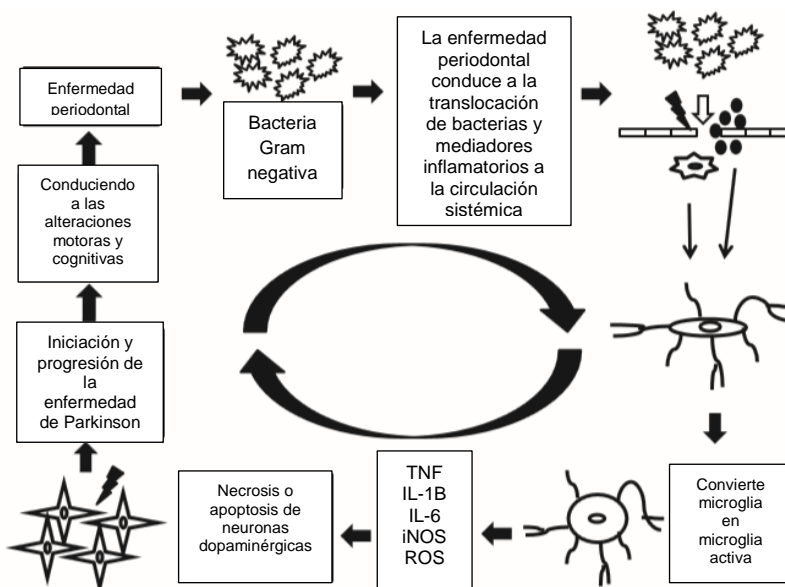 Enfermedad
periodontal
Bacteria
Gram
negativa
La enfermedad
periodontal
conduce a la
translocación
de bacterias y
mediadores
inflamatorios a
la circulación
sistémica
Convierte
microglia
en
microglia
activa
TNF
IL-1B
IL-6
iNOS
ROS
Necrosis o
apoptosis de
neuronas
dopaminérgicas
Iniciación y
progresión de
la
enfermedad
de Parkinson
Conduciendo
a las
alteraciones
motoras y
cognitivas